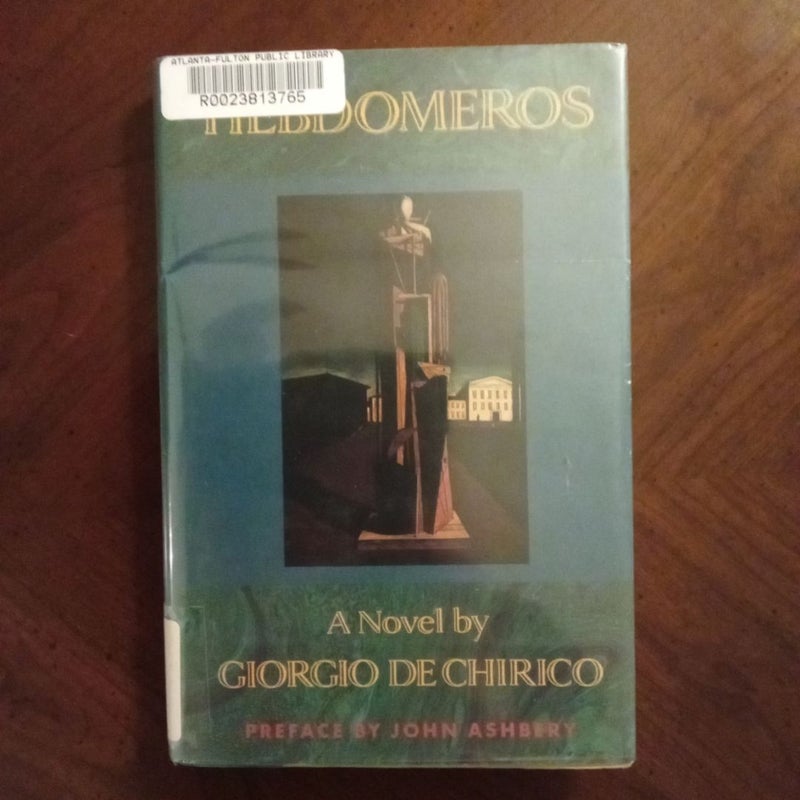 ATLANTA-FULTON PUBLIC LIBRARY
R0023813765
HEBDOMEROS
A Novel by
GIORGIO DE CHIRICO
PREFACE BY JOHN ASHBERY